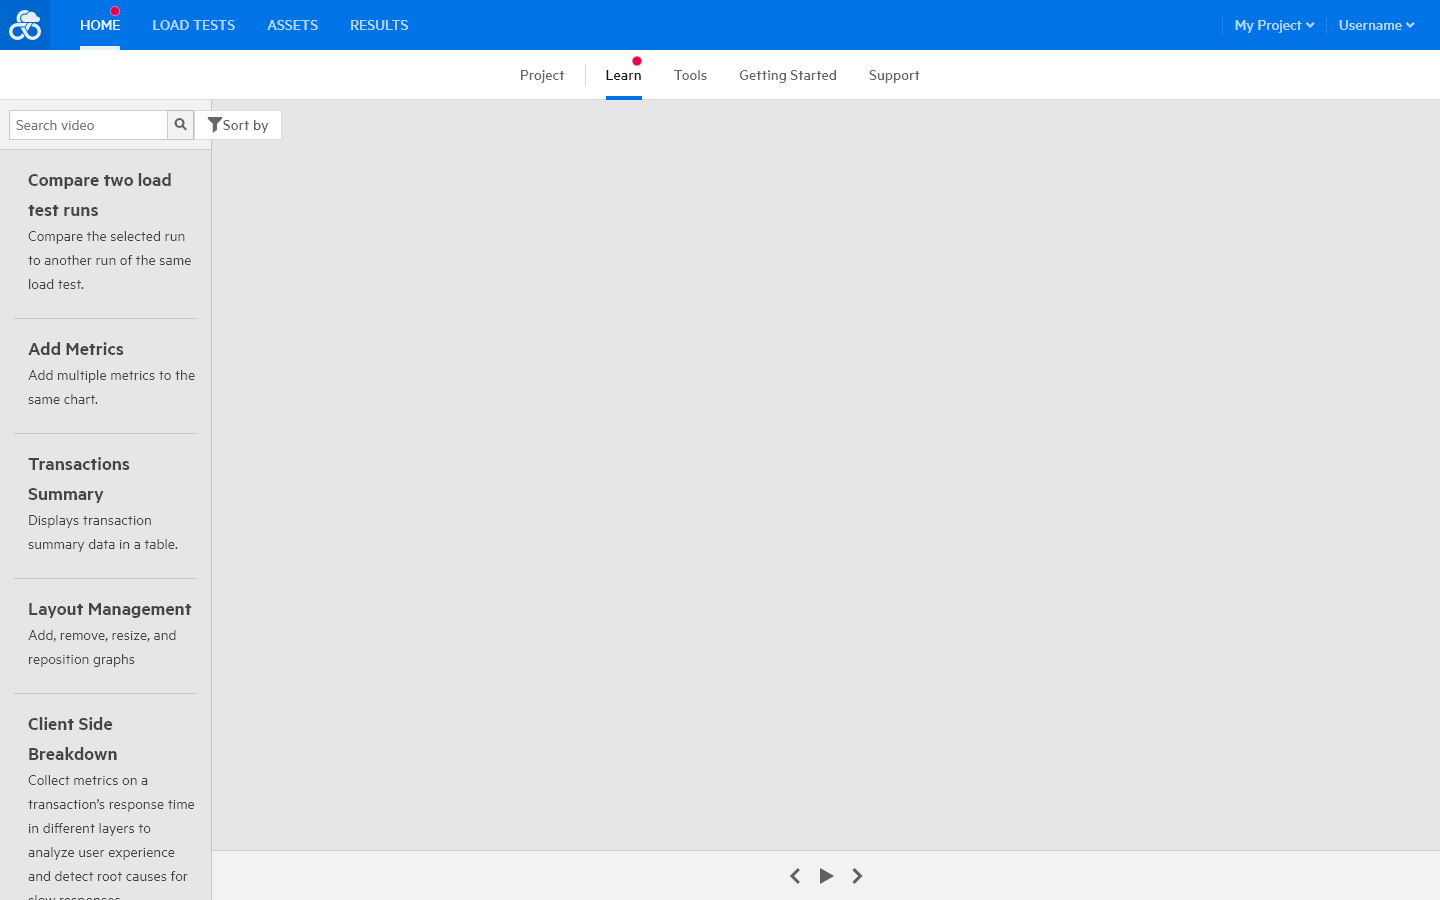 HOME LOAD TESTS ASSETS RESULTS My Project Username
Project Learn Tools Getting Started Support
Search video Sort by
Compare two load
test runs
Compare the selected run
to another run of the same
load test.
Add Metrics
Add multiple metrics to the
same chart.
Transactions
Summary
Displays transaction
summary data in a table.
Layout Management
Add, remove, resize, and
reposition graphs
Client Side
Breakdown
Collect metrics on a
transaction's response time
in different layers to
analyze user experience
and detect root causes for
slow responses